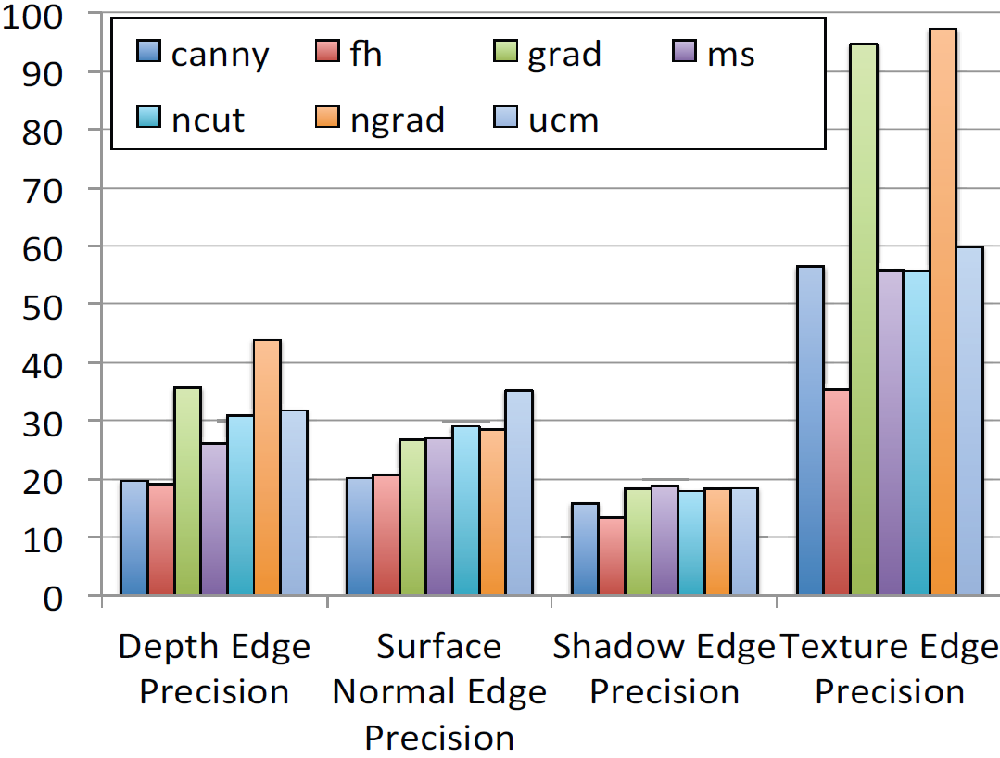 100
90
80
70
60
50
40
30
20
10
0
canny fh grad ms
ncut ngrad ucm
Depth Edge Precision
Surface Normal Edge Precision
Shadow Edge Precision
Texture Edge Precision